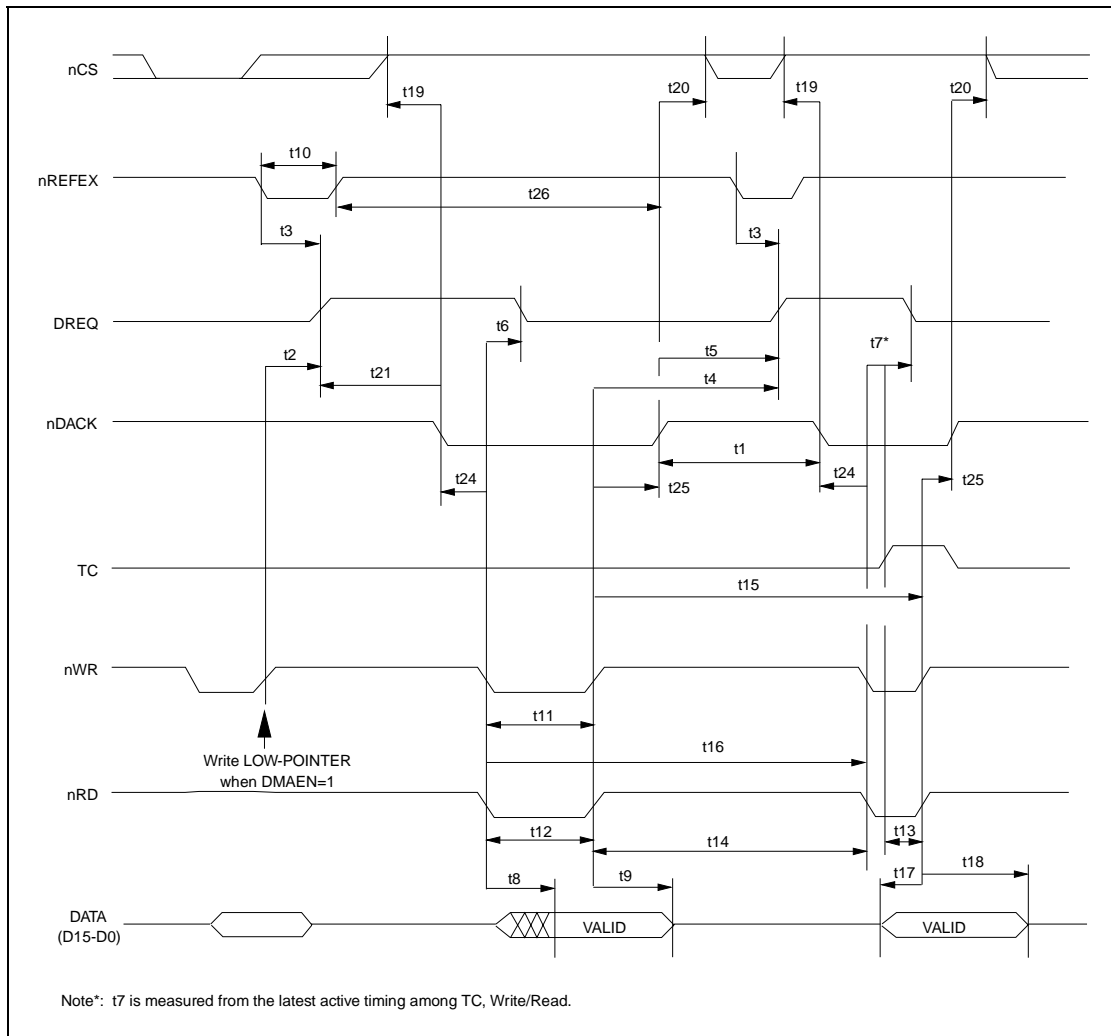 nCS
t19
t20
t19
t20
t10
nREFEX
t26
t3
t3
DREQ
t6
t7*
t2
t5
t21
t4
nDACK
t1
t24
t24
t25
t25
TC
t15
nWR
t11
t16
Write LOW-POINTER
when DMAEN=1
nRD
t12
t13
t14
t8
t9
t17
t18
DATA
(D15-D0)
VALID
VALID
Note*: t7 is measured from the latest active timing among TC, Write/Read.